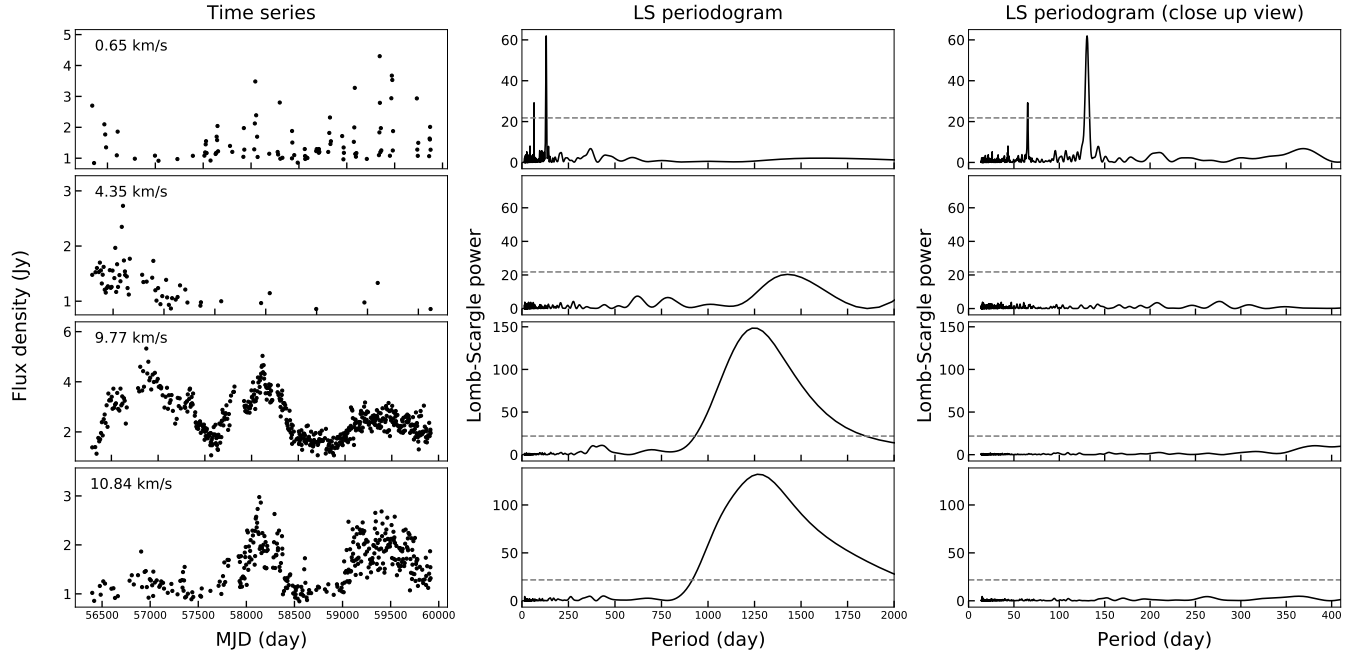 Time series
LS periodogram
LS periodogram (close up view)
Flux density (Jy)
Lomb-Scargle power
Lomb-Scargle power
0.65 km/s
5
4
3
2
1
60
40
20
0
60
40
20
0
4.35 km/s
3
2
1
60
40
20
0
60
40
20
0
9.77 km/s
6
4
2
150
100
50
0
150
100
50
0
10.84 km/s
3
2
1
100
50
0
100
50
0
56500 57000 57500 58000 58500 59000 59500 60000
0 250 500 750 1000 1250 1500 1750 2000
0 50 100 150 200 250 300 350 400
MJD (day)
Period (day)
Period (day)